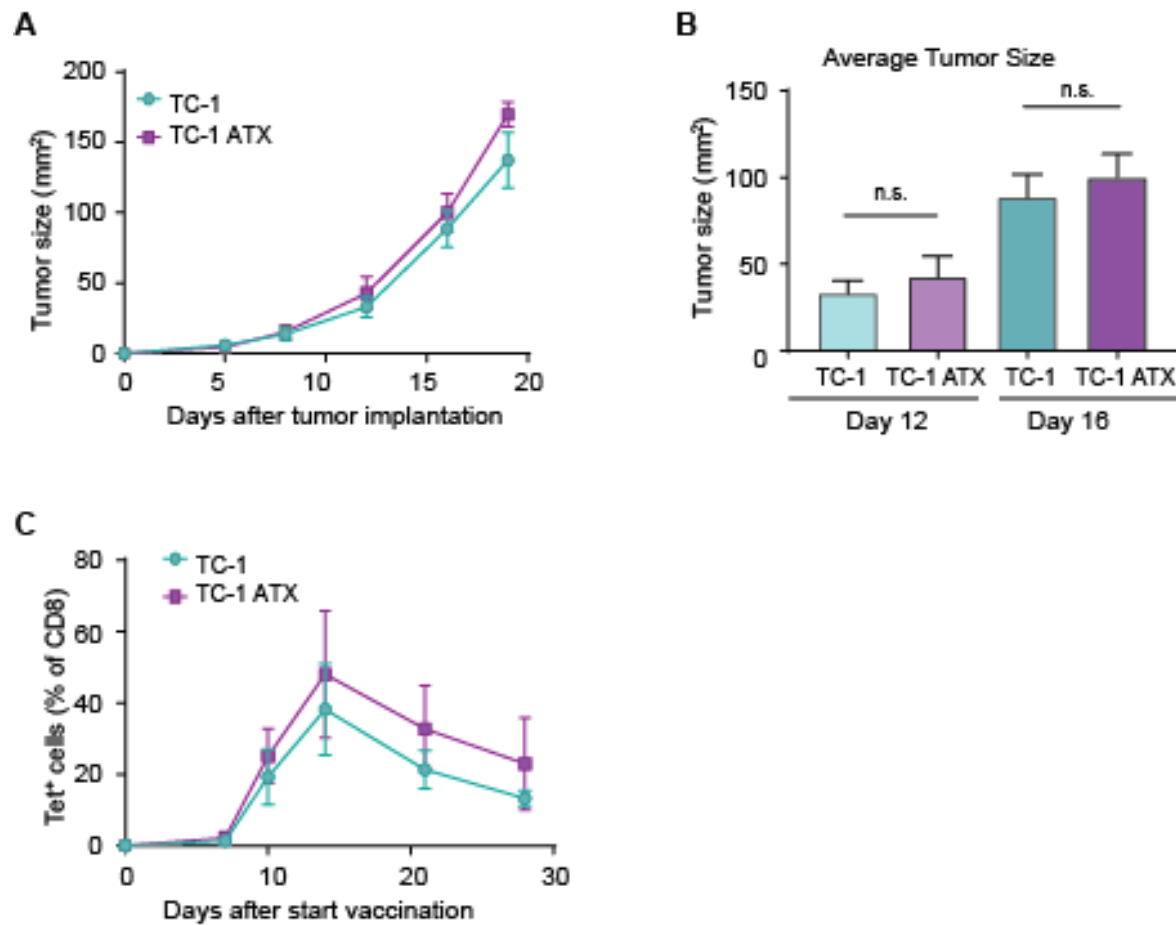 A
200
150
100
50
0
Tumor size (mm²)
TC-1
TC-1 ATX
0 5 10 15 20
Days after tumor implantation
B
Average Tumor Size
150
100
50
0
Tumor size (mm²)
n.s.
n.s.
TC-1 TC-1 ATX TC-1 TC-1 ATX
Day 12 Day 16
C
80
60
40
20
0
Tet⁺ cells (% of CD8)
TC-1
TC-1 ATX
0 10 20 30
Days after start vaccination